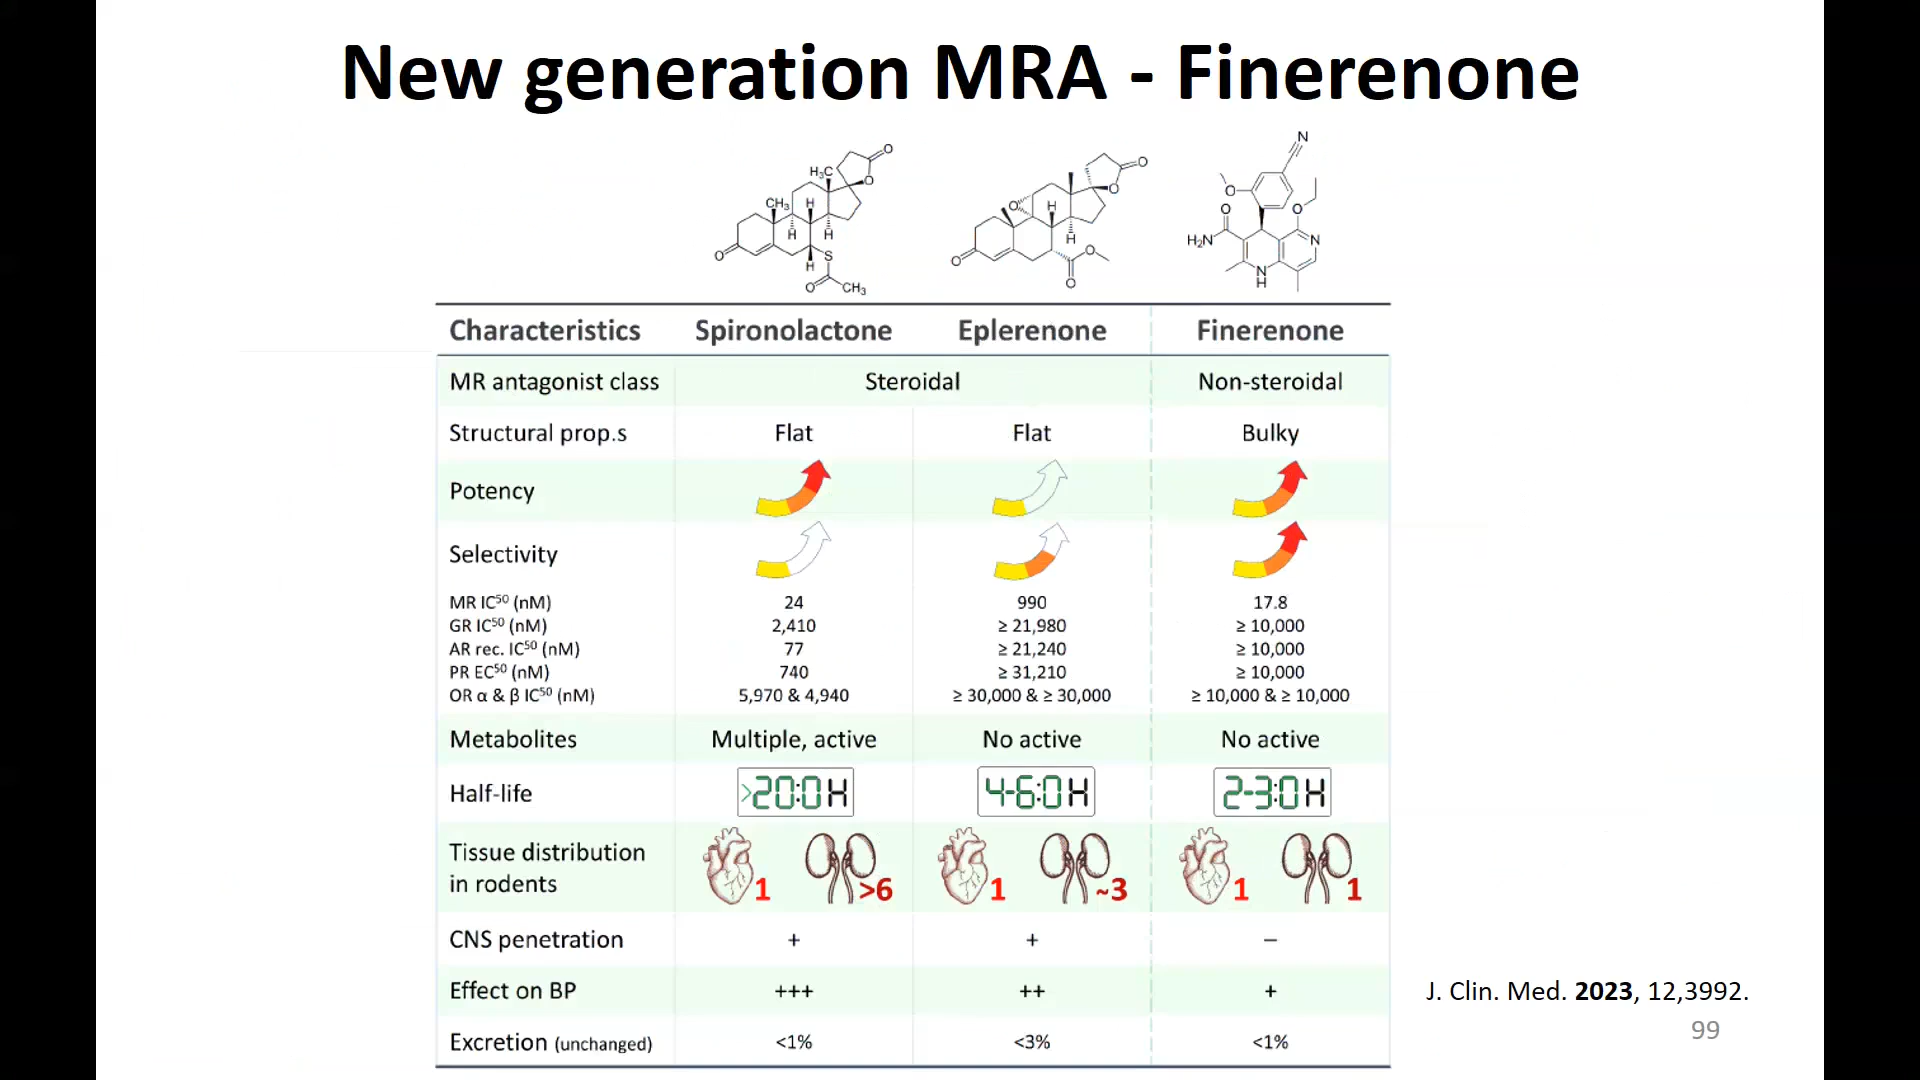 New generation MRA - Finerenone
H₃C O O CH₃ H H H H S O O CH₃
O O O H H O O O
N O O O H₂N N N H
Characteristics Spironolactone Eplerenone Finerenone
MR antagonist class Steroidal Non-steroidal
Structural prop.s Flat Flat Bulky
Potency
Selectivity
MR IC⁵⁰ (nM) 24 990 17.8
GR IC⁵⁰ (nM) 2,410 ≥ 21,980 ≥ 10,000
AR rec. IC⁵⁰ (nM) 77 ≥ 21,240 ≥ 10,000
PR EC⁵⁰ (nM) 740 ≥ 31,210 ≥ 10,000
OR α & β IC⁵⁰ (nM) 5,970 & 4,940 ≥ 30,000 & ≥ 30,000 ≥ 10,000 & ≥ 10,000
Metabolites Multiple, active No active No active
Half-life >20:0H 4-6:0H 2-3:0H
Tissue distribution
in rodents 1 >6 1 ~3 1 1
CNS penetration + + –
Effect on BP +++ ++ +
Excretion (unchanged) <1% <3% <1%
J. Clin. Med. 2023, 12,3992.
99